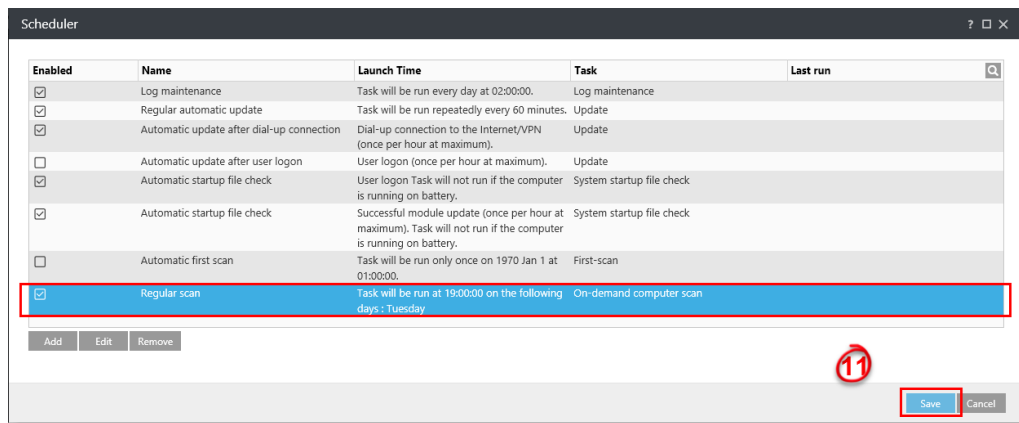 Scheduler ?
Enabled Name Launch Time Task Last run
Log maintenance Task will be run every day at 02:00:00. Log maintenance
Regular automatic update Task will be run repeatedly every 60 minutes. Update
Automatic update after dial-up connection Dial-up connection to the Internet/VPN Update
(once per hour at maximum).
Automatic update after user logon User logon (once per hour at maximum). Update
Automatic startup file check User logon Task will not run if the computer System startup file check
is running on battery.
Automatic startup file check Successful module update (once per hour at System startup file check
maximum). Task will not run if the computer
is running on battery.
Automatic first scan Task will be run only once on 1970 Jan 1 at First-scan
01:00:00.
Regular scan Task will be run at 19:00:00 on the following On-demand computer scan
days : Tuesday
Add Edit Remove
11
Save Cancel